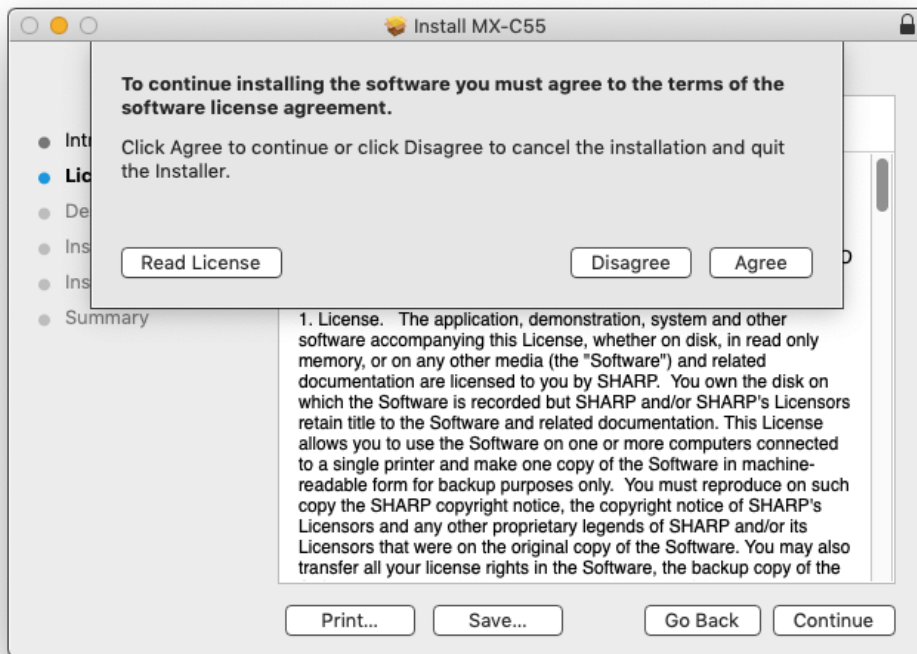 Install MX-C55
To continue installing the software you must agree to the terms of the
software license agreement.
Click Agree to continue or click Disagree to cancel the installation and quit
the Installer.
Read License
Disagree
Agree
Summary
1. License. The application, demonstration, system and other
software accompanying this License, whether on disk, in read only
memory, or on any other media (the "Software") and related
documentation are licensed to you by SHARP. You own the disk on
which the Software is recorded but SHARP and/or SHARP's Licensors
retain title to the Software and related documentation. This License
allows you to use the Software on one or more computers connected
to a single printer and make one copy of the Software in machine-
readable form for backup purposes only. You must reproduce on such
copy the SHARP copyright notice, the copyright notice of SHARP's
Licensors and any other proprietary legends of SHARP and/or its
Licensors that were on the original copy of the Software. You may also
transfer all your license rights in the Software, the backup copy of the
Print...
Save...
Go Back
Continue